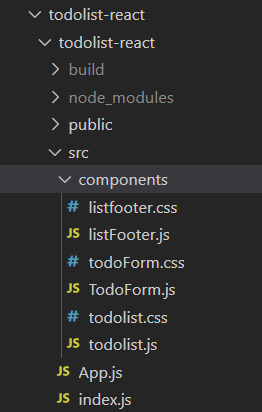 todolist-react
todolist-react
build
node_modules
public
src
components
# listfooter.css
JS listFooter.js
# todoForm.css
JS TodoForm.js
# todolist.css
JS todolist.js
JS App.js
JS index.js